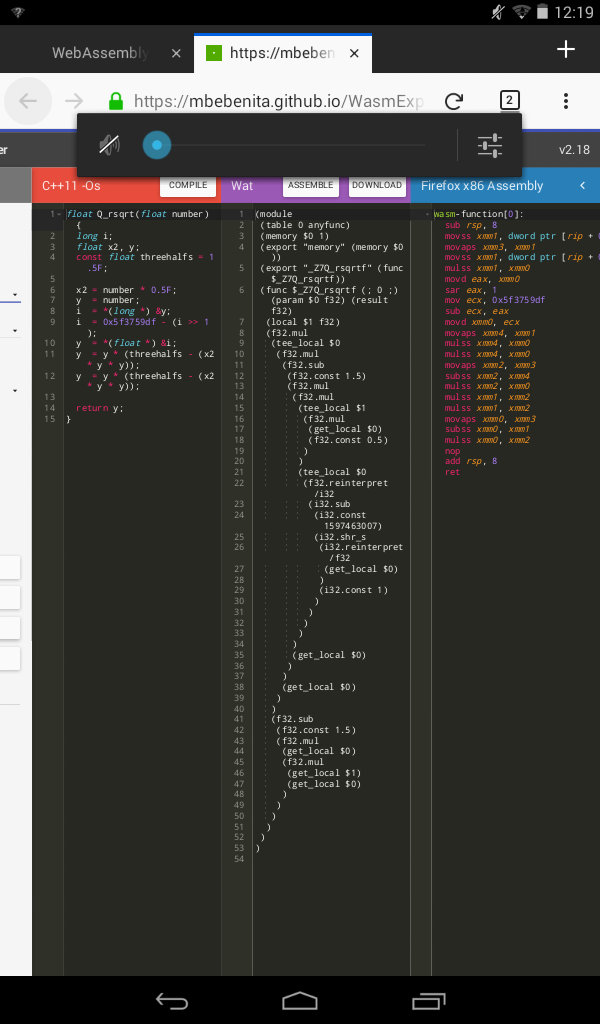 12:19
WebAssembly
https://mbeben
https://mbebenita.github.io/WasmExp
2
er
v2.18
C++11 -Os
COMPILE
Wat
ASSEMBLE
DOWNLOAD
Firefox x86 Assembly
1 float Q_rsqrt(float number)
{
2 long i;
3 float x2, y;
4 const float threehalfs = 1
.5F;
5
6 x2 = number * 0.5F;
7 y = number;
8 i = *(long *) &y;
9 i = 0x5f3759df - (i >> 1
);
10 y = *(float *) &i;
11 y = y * (threehalfs - (x2
* y * y));
12 y = y * (threehalfs - (x2
* y * y));
13
14 return y;
15 }
1 (module
2 (table 0 anyfunc)
3 (memory $0 1)
4 (export "memory" (memory $0
))
5 (export "_Z7Q_rsqrtf" (func
$_Z7Q_rsqrtf))
6 (func $_Z7Q_rsqrtf (; 0 ;)
(param $0 f32) (result
f32)
7 (local $1 f32)
8 (f32.mul
9 (tee_local $0
10 (f32.mul
11 (f32.sub
12 (f32.const 1.5)
13 (f32.mul
14 (f32.mul
15 (tee_local $1
16 (f32.mul
17 (get_local $0)
18 (f32.const 0.5)
19 )
20 )
21 (tee_local $0
22 (f32.reinterpret
/i32
23 (i32.sub
24 (i32.const
1597463007)
25 (i32.shr_s
26 (i32.reinterpret
/f32
27 (get_local $0)
28 )
29 (i32.const 1)
30 )
31 )
32 )
33 )
34 )
35 (get_local $0)
36 )
37 )
38 (get_local $0)
39 )
40 )
41 (f32.sub
42 (f32.const 1.5)
43 (f32.mul
44 (get_local $0)
45 (f32.mul
46 (get_local $1)
47 (get_local $0)
48 )
49 )
50 )
51 )
52 )
53 )
54
wasm-function[0]:
sub rsp, 8
movss xmm1, dword ptr [rip +
movaps xmm3, xmm1
movss xmm1, dword ptr [rip +
mulss xmm1, xmm0
movd eax, xmm0
sar eax, 1
mov ecx, 0x5f3759df
sub ecx, eax
movd xmm0, ecx
movaps xmm4, xmm1
mulss xmm4, xmm0
mulss xmm4, xmm0
movaps xmm2, xmm3
subss xmm2, xmm4
mulss xmm2, xmm0
mulss xmm1, xmm2
mulss xmm1, xmm2
movaps xmm0, xmm3
subss xmm0, xmm1
mulss xmm0, xmm2
nop
add rsp, 8
ret